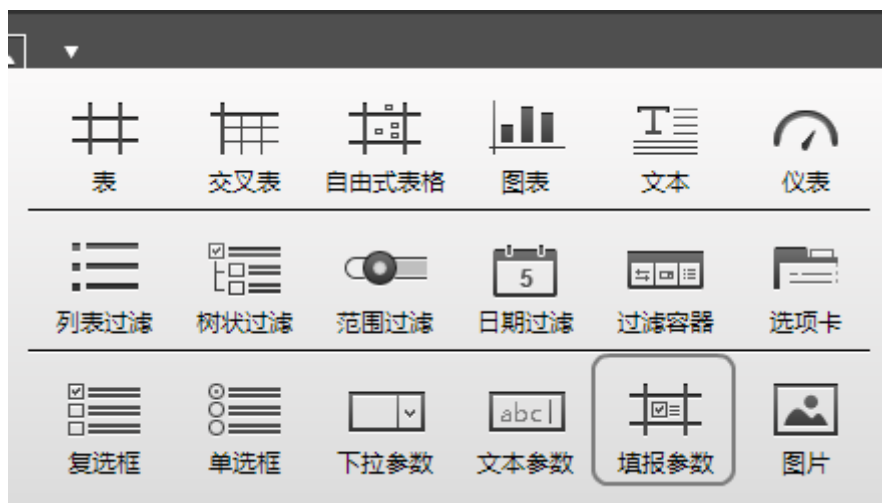 表 交叉表 自由式表格 图表 文本 仪表
5
列表过滤 树状过滤 范围过滤 日期过滤 过滤容器 选项卡
abc
复选框 单选框 下拉参数 文本参数 填报参数 图片